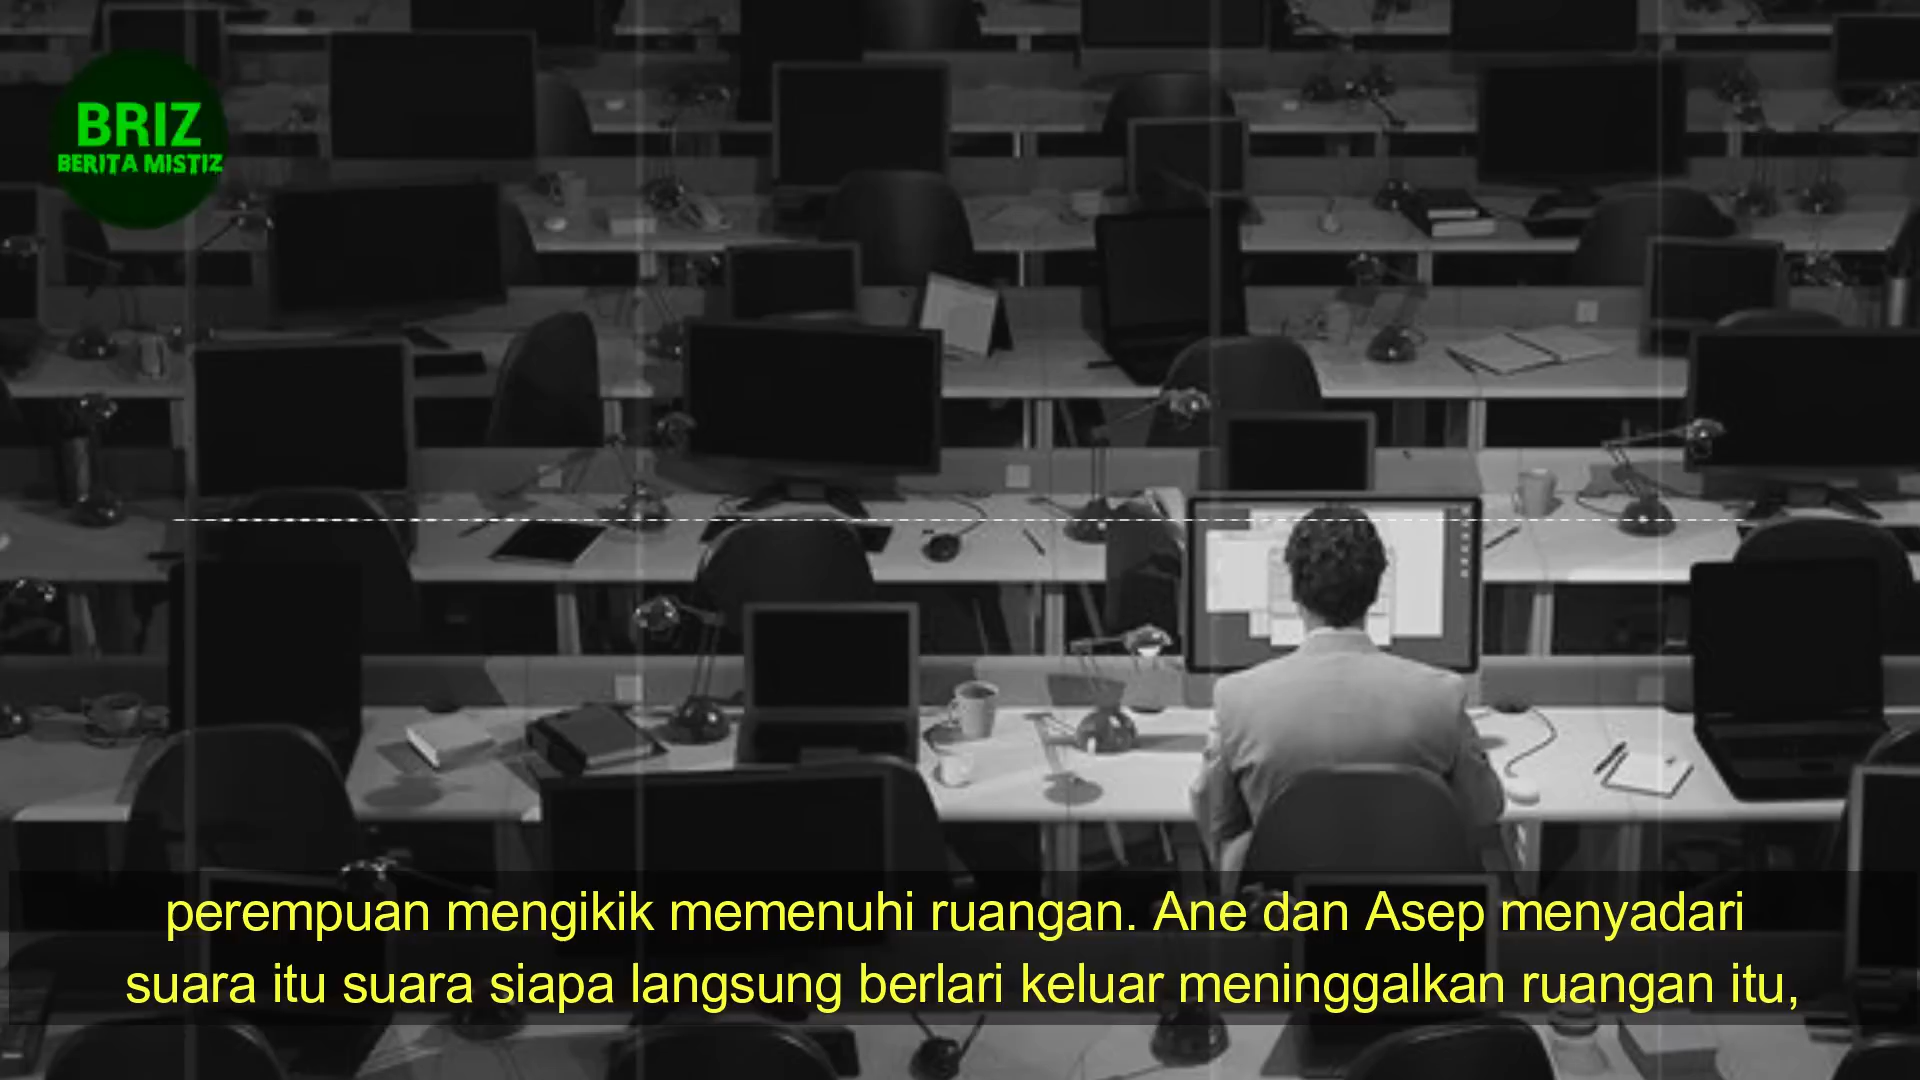 BRIZ
BERITA MISTIZ
perempuan mengikik memenuhi ruangan. Ane dan Asep menyadari
suara itu suara siapa langsung berlari keluar meninggalkan ruangan itu,